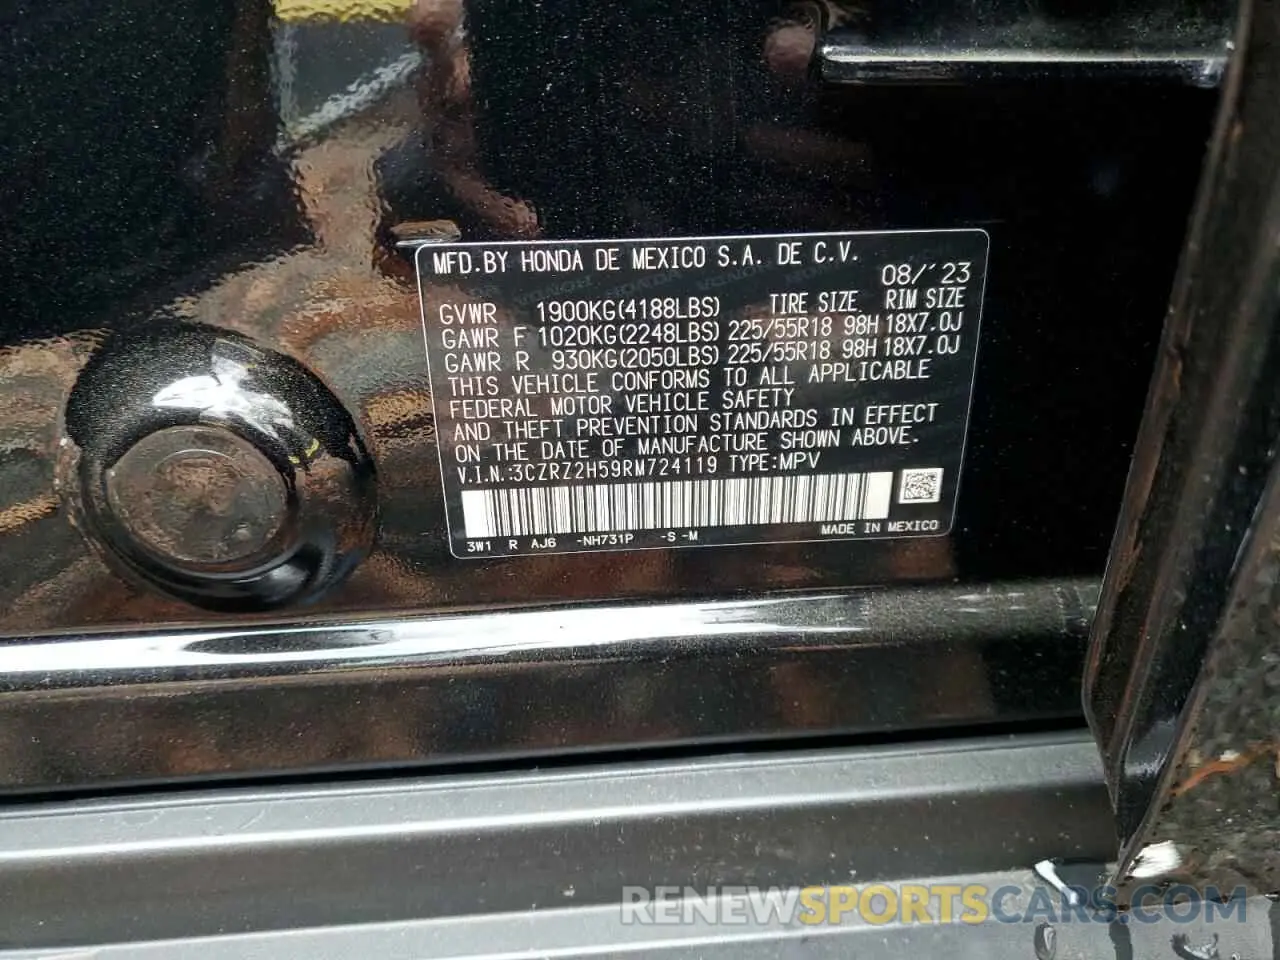 MFD.BY HONDA DE MEXICO S.A. DE C.V.
08/'23
GVWR 1900KG(4188LBS) TIRE SIZE RIM SIZE
GAWR F 1020KG(2248LBS) 225/55R18 98H 18X7.0J
GAWR R 930KG(2050LBS) 225/55R18 98H 18X7.0J
THIS VEHICLE CONFORMS TO ALL APPLICABLE
FEDERAL MOTOR VEHICLE SAFETY
AND THEFT PREVENTION STANDARDS IN EFFECT
ON THE DATE OF MANUFACTURE SHOWN ABOVE.
V.I.N.:3CZRZ2H59RM724119 TYPE:MPV
3W1 R AJ6 -NH731P -S -M MADE IN MEXICO
RENEWSPORTSCARS.COM